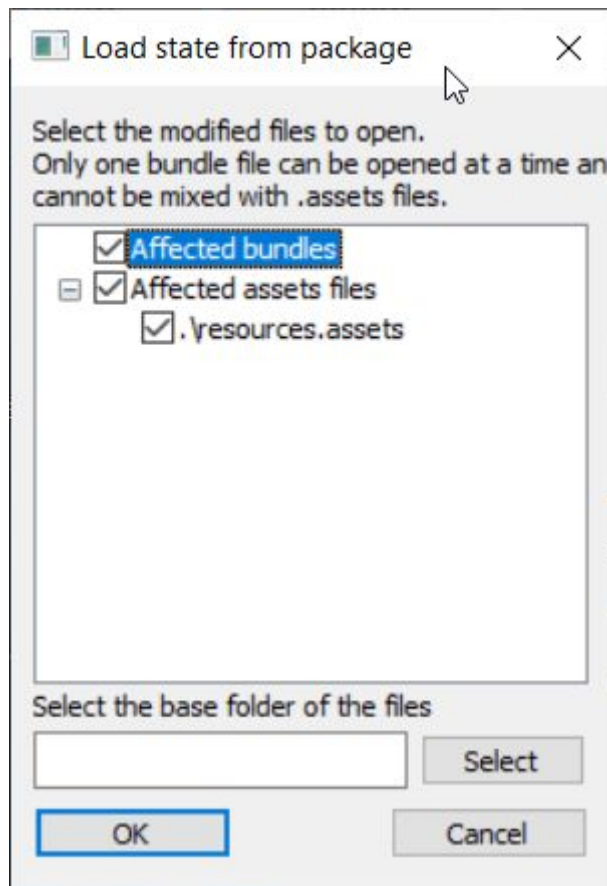 Load state from package
Select the modified files to open.
Only one bundle file can be opened at a time an
cannot be mixed with .assets files.
Affected bundles
Affected assets files
.\resources.assets
Select the base folder of the files
Select
OK
Cancel